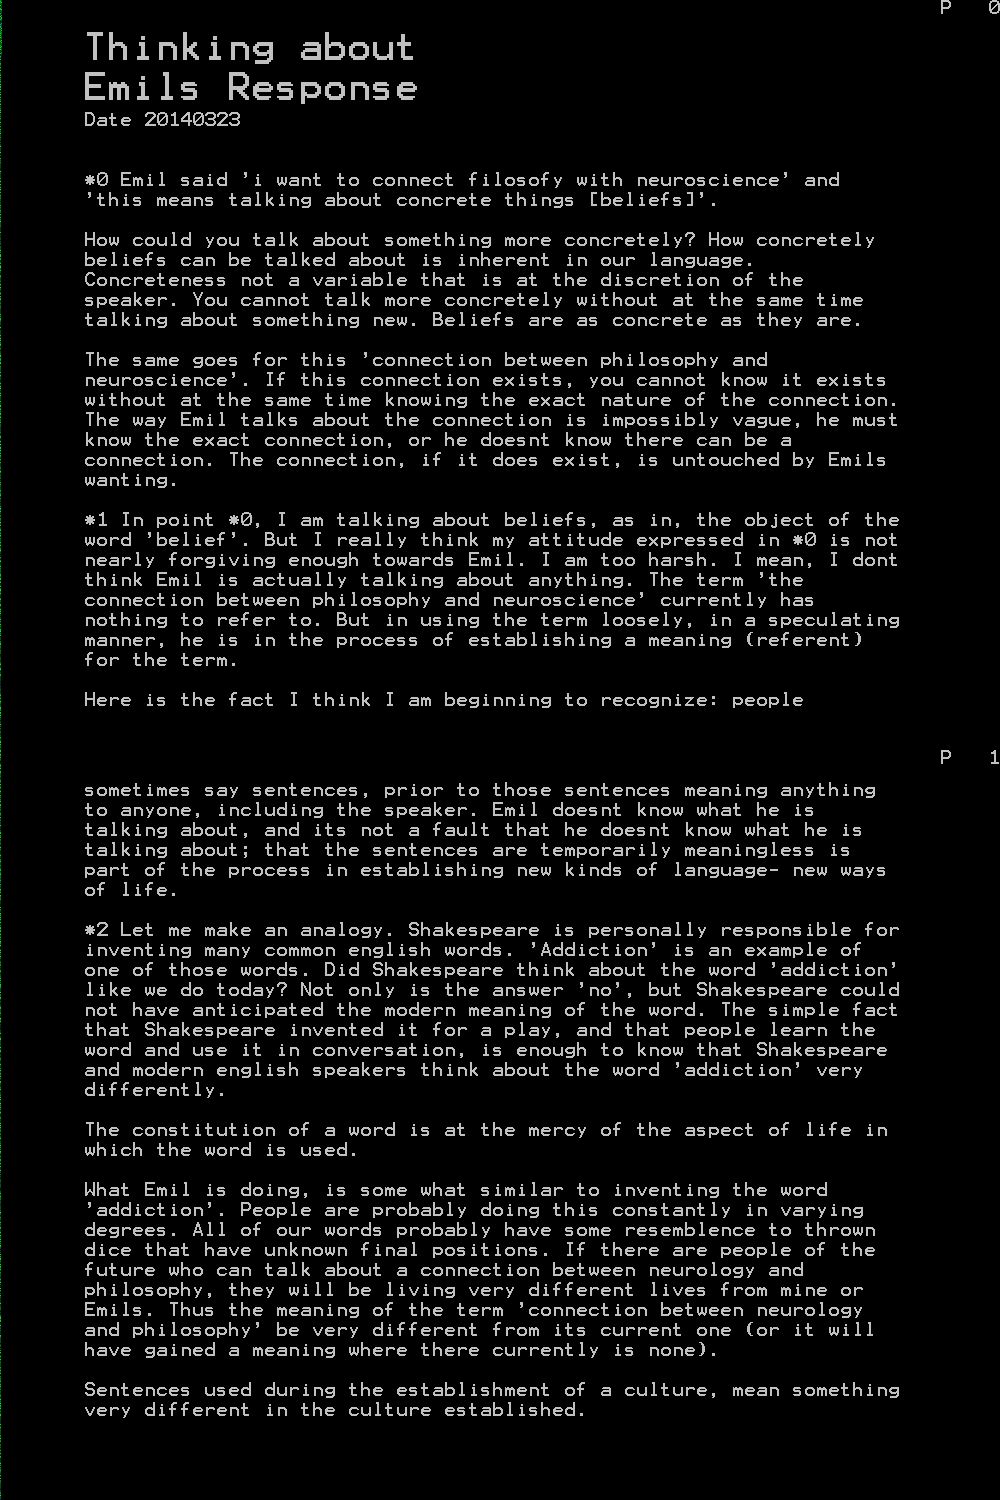 P 0
Thinking about
Emils Response
Date 20140323
*0 Emil said 'i want to connect filosofy with neuroscience' and
'this means talking about concrete things [beliefs]'.
How could you talk about something more concretely? How concretely
beliefs can be talked about is inherent in our language.
Concreteness not a variable that is at the discretion of the
speaker. You cannot talk more concretely without at the same time
talking about something new. Beliefs are as concrete as they are.
The same goes for this 'connection between philosophy and
neuroscience'. If this connection exists, you cannot know it exists
without at the same time knowing the exact nature of the connection.
The way Emil talks about the connection is impossibly vague, he must
know the exact connection, or he doesnt know there can be a
connection. The connection, if it does exist, is untouched by Emils
wanting.
*1 In point *0, I am talking about beliefs, as in, the object of the
word 'belief'. But I really think my attitude expressed in *0 is not
nearly forgiving enough towards Emil. I am too harsh. I mean, I dont
think Emil is actually talking about anything. The term 'the
connection between philosophy and neuroscience' currently has
nothing to refer to. But in using the term loosely, in a speculating
manner, he is in the process of establishing a meaning (referent)
for the term.
Here is the fact I think I am beginning to recognize: people
P 1
sometimes say sentences, prior to those sentences meaning anything
to anyone, including the speaker. Emil doesnt know what he is
talking about, and its not a fault that he doesnt know what he is
talking about; that the sentences are temporarily meaningless is
part of the process in establishing new kinds of language- new ways
of life.
*2 Let me make an analogy. Shakespeare is personally responsible for
inventing many common english words. 'Addiction' is an example of
one of those words. Did Shakespeare think about the word 'addiction'
like we do today? Not only is the answer 'no', but Shakespeare could
not have anticipated the modern meaning of the word. The simple fact
that Shakespeare invented it for a play, and that people learn the
word and use it in conversation, is enough to know that Shakespeare
and modern english speakers think about the word 'addiction' very
differently.
The constitution of a word is at the mercy of the aspect of life in
which the word is used.
What Emil is doing, is some what similar to inventing the word
'addiction'. People are probably doing this constantly in varying
degrees. All of our words probably have some resemblence to thrown
dice that have unknown final positions. If there are people of the
future who can talk about a connection between neurology and
philosophy, they will be living very different lives from mine or
Emils. Thus the meaning of the term 'connection between neurology
and philosophy' be very different from its current one (or it will
have gained a meaning where there currently is none).
Sentences used during the establishment of a culture, mean something
very different in the culture established.